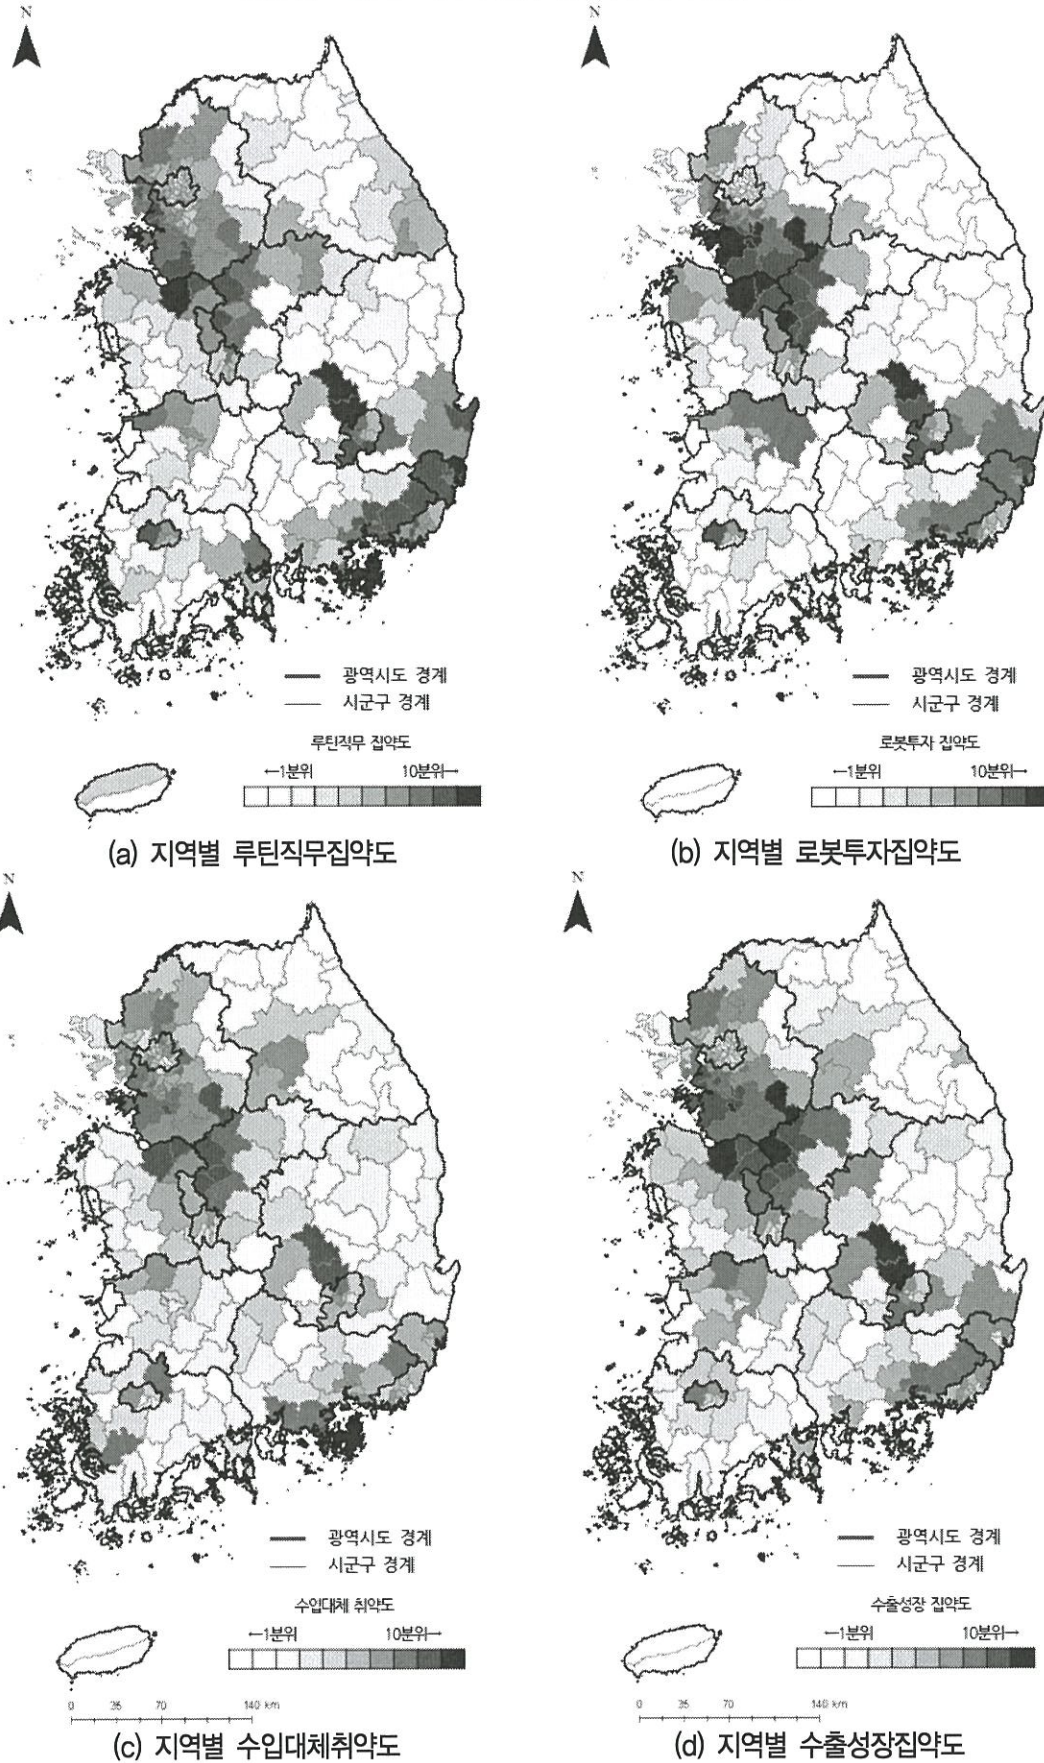 N
N
광역시도 경계
시군구 경계
루틴직무 집약도
←1분위 10분위→
(a) 지역별 루틴직무집약도
광역시도 경계
시군구 경계
로봇투자 집약도
←1분위 10분위→
(b) 지역별 로봇투자집약도
N
N
광역시도 경계
시군구 경계
수입대체 취약도
←1분위 10분위→
0 35 70 140 km
(c) 지역별 수입대체취약도
광역시도 경계
시군구 경계
수출성장 집약도
←1분위 10분위→
0 35 70 140 km
(d) 지역별 수출성장집약도